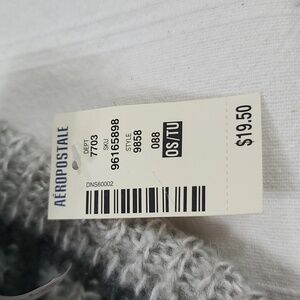 AÉROPOSTALE
DEPT
7703
SKU
96165898
STYLE
9858
088
OS/TU
DNS60002
$19.50